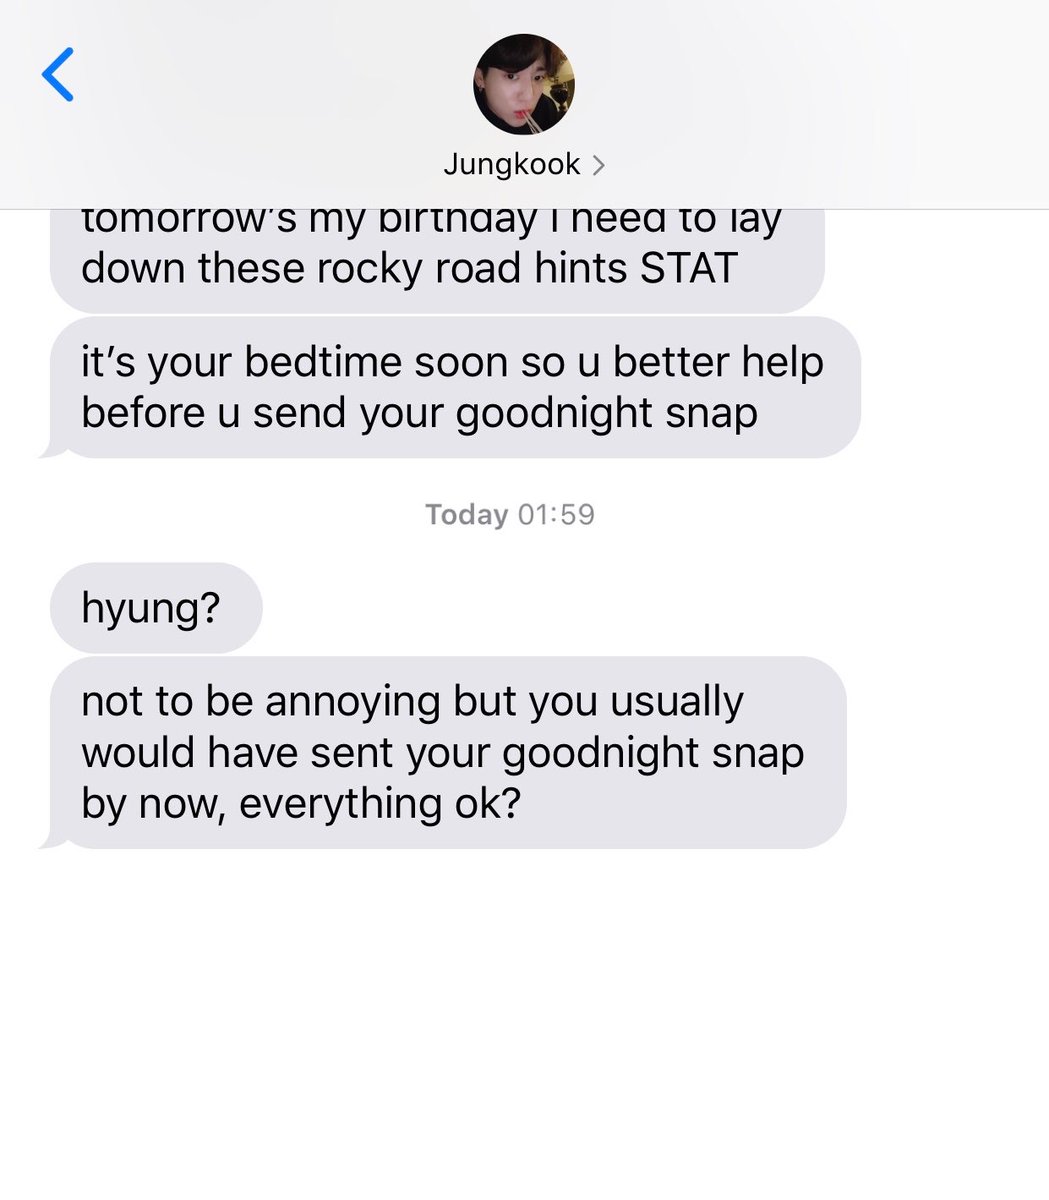 Jungkook
tomorrow's my birthday I need to lay
down these rocky road hints STAT
it's your bedtime soon so u better help
before u send your goodnight snap
Today 01:59
hyung?
not to be annoying but you usually
would have sent your goodnight snap
by now, everything ok?